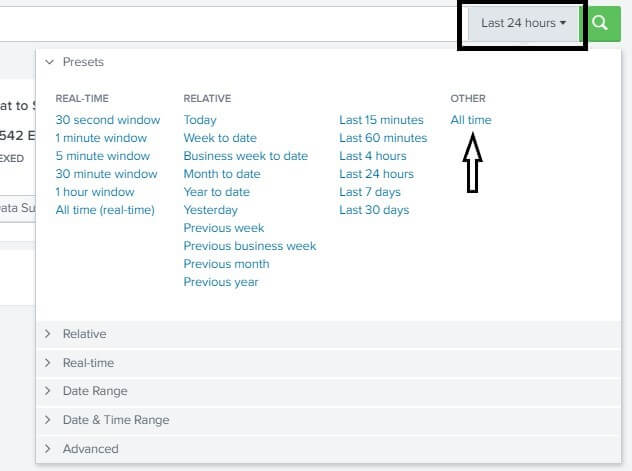 Last 24 hours
Presets
at to S
542 E
EXED
ata Su
REAL-TIME
30 second window
1 minute window
5 minute window
30 minute window
1 hour window
All time (real-time)
RELATIVE
Today
Week to date
Business week to date
Month to date
Year to date
Yesterday
Previous week
Previous business week
Previous month
Previous year
Last 15 minutes
Last 60 minutes
Last 4 hours
Last 24 hours
Last 7 days
Last 30 days
OTHER
All time
Relative
Real-time
Date Range
Date & Time Range
Advanced